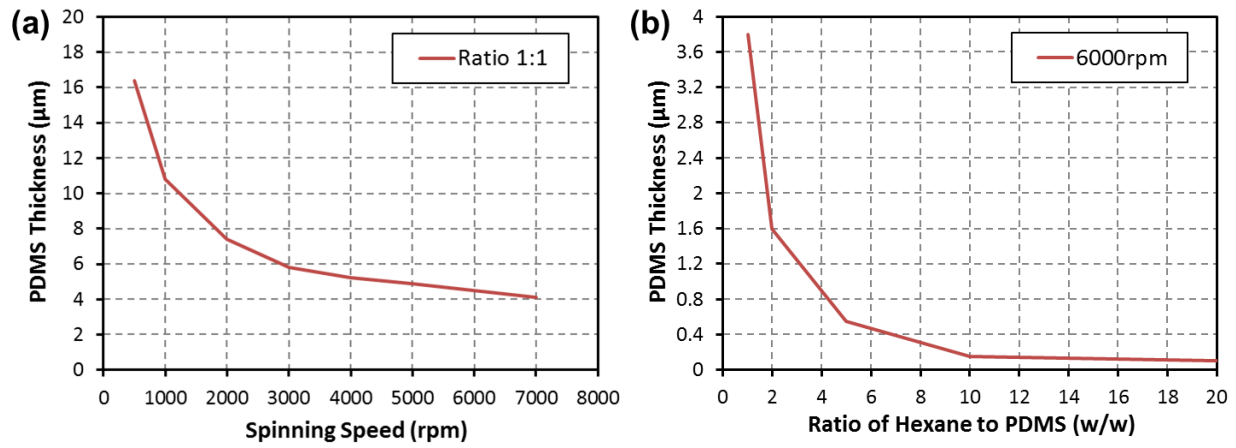 (a)
PDMS Thickness (µm)
20
18
16
14
12
10
8
6
4
2
0
Ratio 1:1
0 1000 2000 3000 4000 5000 6000 7000 8000
Spinning Speed (rpm)
(b)
PDMS Thickness (µm)
4
3.6
3.2
2.8
2.4
2
1.6
1.2
0.8
0.4
0
6000rpm
0 2 4 6 8 10 12 14 16 18 20
Ratio of Hexane to PDMS (w/w)